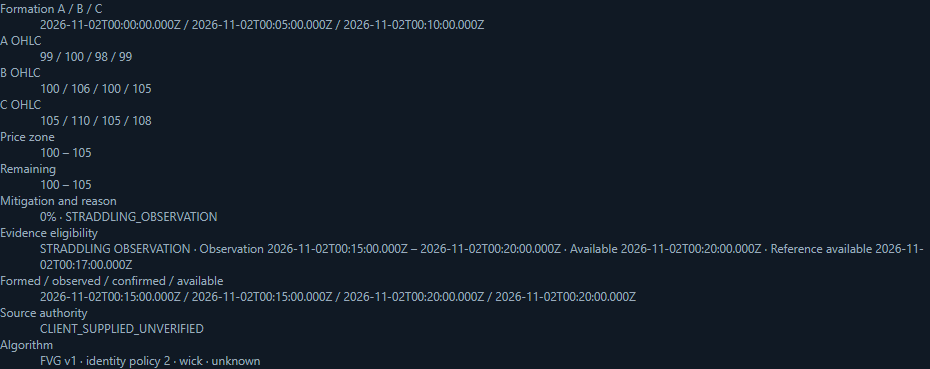 Formation A / B / C
2026-11-02T00:00:00.000Z / 2026-11-02T00:05:00.000Z / 2026-11-02T00:10:00.000Z
A OHLC
99 / 100 / 98 / 99
B OHLC
100 / 106 / 100 / 105
C OHLC
105 / 110 / 105 / 108
Price zone
100 – 105
Remaining
100 – 105
Mitigation and reason
0% · STRADDLING_OBSERVATION
Evidence eligibility
STRADDLING OBSERVATION · Observation 2026-11-02T00:15:00.000Z – 2026-11-02T00:20:00.000Z · Available 2026-11-02T00:20:00.000Z · Reference available 2026-11-
02T00:17:00.000Z
Formed / observed / confirmed / available
2026-11-02T00:15:00.000Z / 2026-11-02T00:15:00.000Z / 2026-11-02T00:20:00.000Z / 2026-11-02T00:20:00.000Z
Source authority
CLIENT_SUPPLIED_UNVERIFIED
Algorithm
FVG v1 · identity policy 2 · wick · unknown